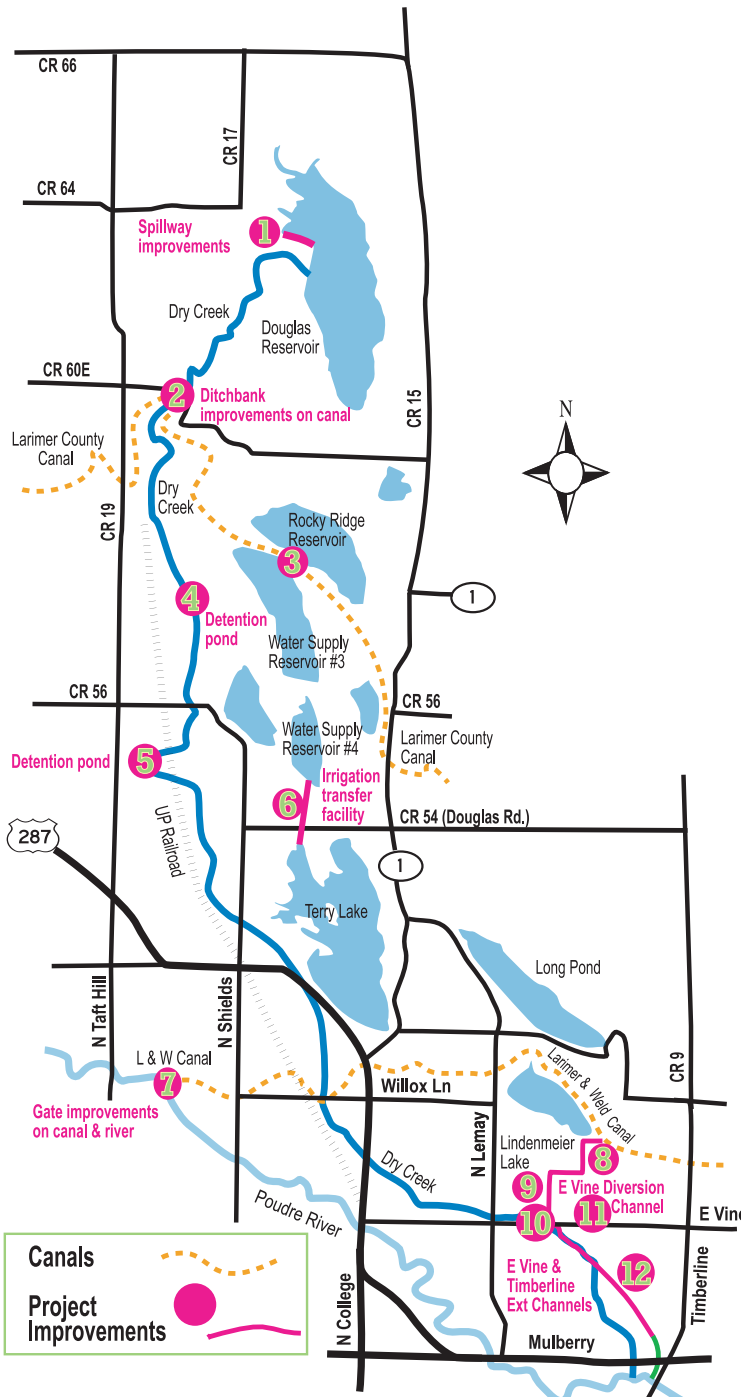 CR 66
CR 17
CR 64
Spillway
improvements
1
Dry Creek
Douglas
Reservoir
CR 60E
2
Ditchbank
improvements on canal
CR 15
N
Larimer County
Canal
Dry
Creek
CR 19
Rocky Ridge
Reservoir
3
4
Detention
pond
1
Water Supply
Reservoir #3
CR 56
CR 56
Water Supply
Reservoir #4
Larimer County
Canal
Detention pond
5
Irrigation
transfer
facility
6
UP Railroad
CR 54 (Douglas Rd.)
287
1
Terry Lake
Long Pond
N Taft Hill
N Shields
L & W Canal
7
Gate improvements
on canal & river
Willox Ln
Larimer & Weld Canal
CR 9
N Lemay
Lindenmeier
Lake
8
Dry Creek
9
E Vine Diversion
Channel
Poudre River
10
11
E Vine
E Vine &
Timberline
Ext Channels
12
Timberline
N College
Mulberry
Canals
Project
Improvements